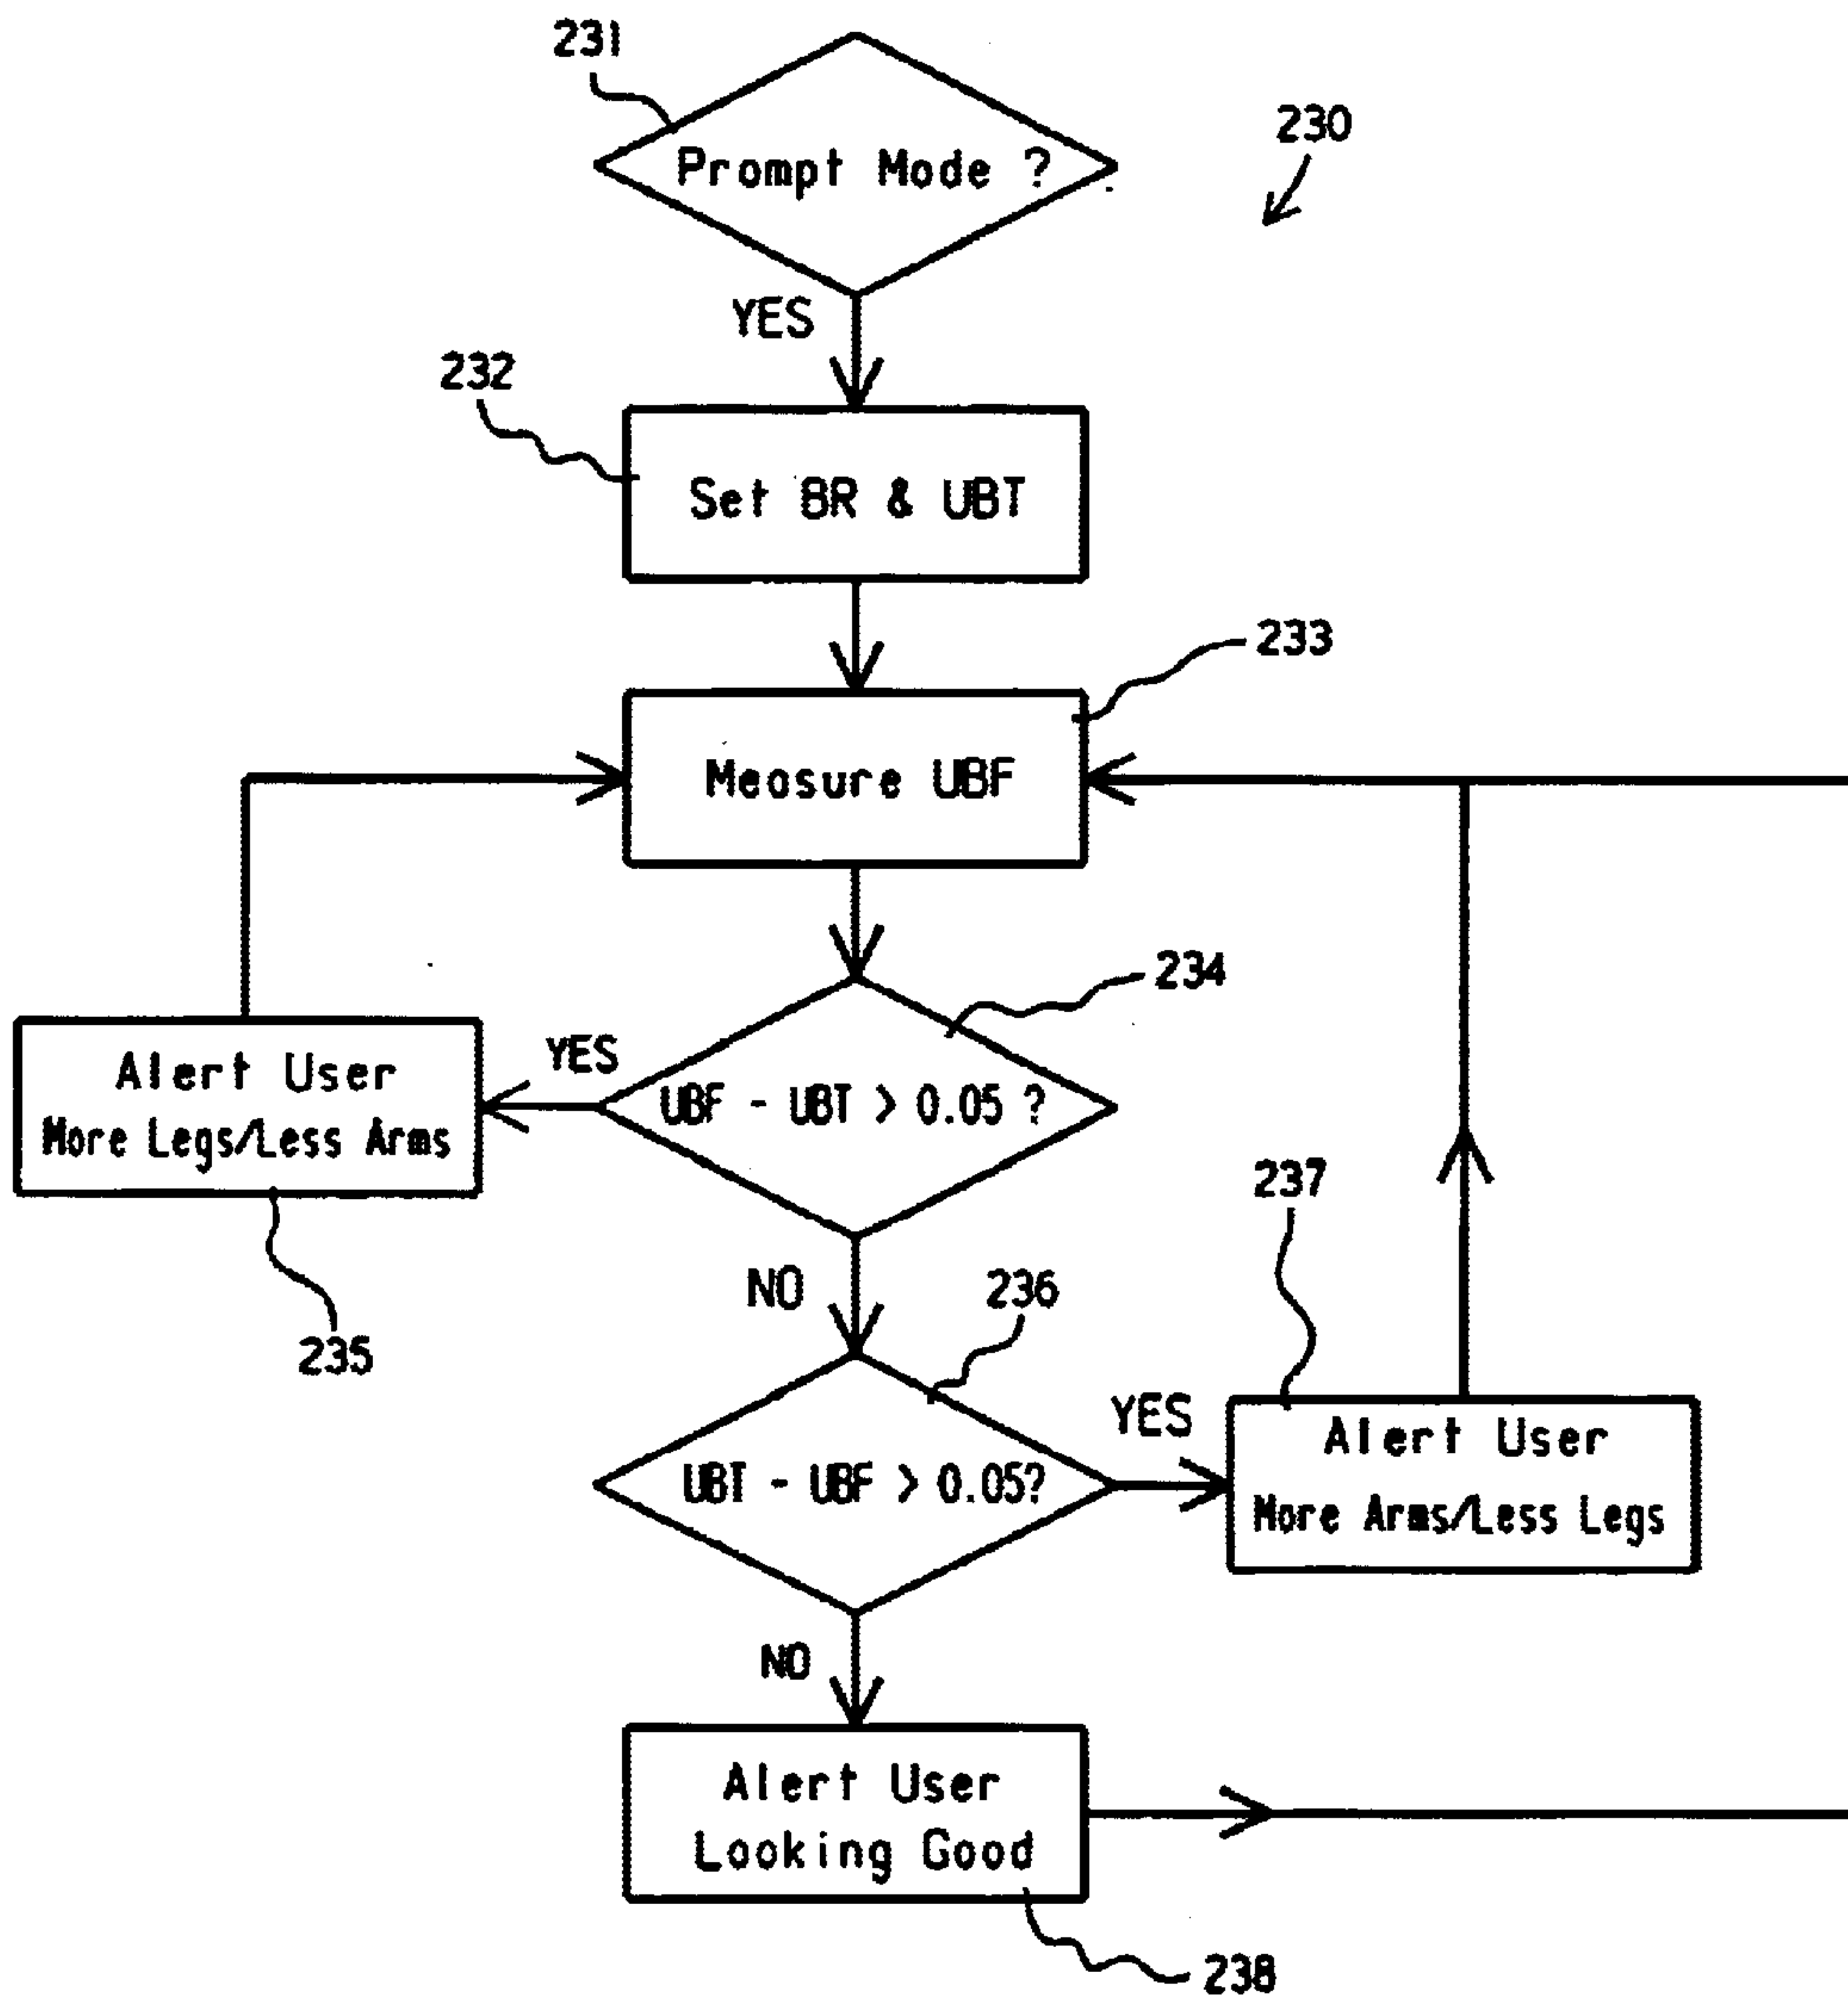 231
230
Prompt Mode ?
YES
232
Set BR & UBT
233
Measure UBF
234
YES
Alert User
More Legs/Less Arms
UBF - UBT > 0.05 ?
237
NO
236
235
YES
Alert User
More Arms/Less Legs
UBT - UBF > 0.05?
NO
Alert User
Looking Good
238